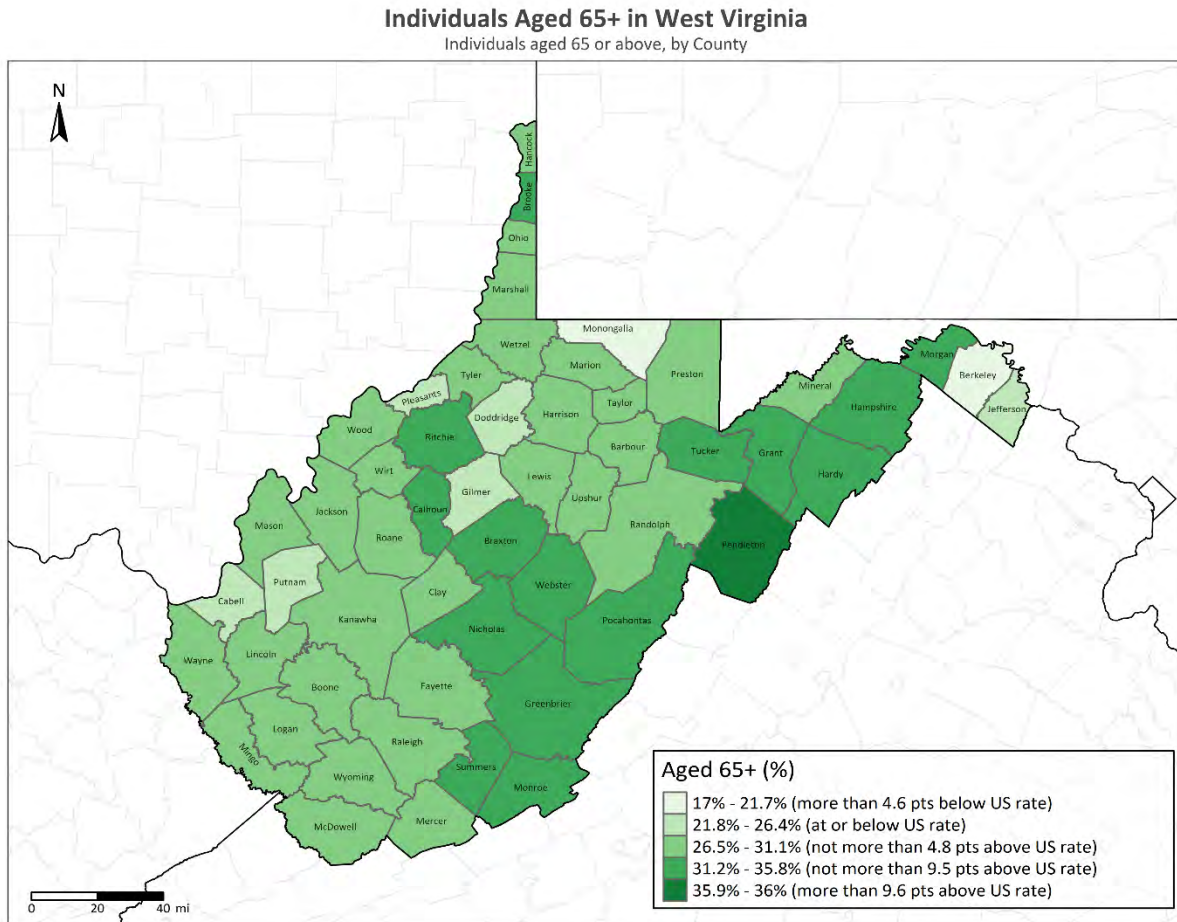 Individuals Aged 65+ in West Virginia
Individuals aged 65 or above, by County
N
Hancock
Brooke
Ohio
Marshall
Monongalia
Wetzel
Marion
Preston
Morgan
Berkeley
Jefferson
Mineral
Hampshire
Tyler
Pleasants
Doddridge
Harrison
Taylor
Wood
Ritchie
Barbour
Tucker
Grant
Hardy
Wirt
Gilmer
Lewis
Upshur
Calhoun
Mason
Jackson
Roane
Braxton
Randolph
Pendleton
Putnam
Cabell
Clay
Webster
Kanawha
Nicholas
Pocahontas
Wayne
Lincoln
Boone
Fayette
Greenbrier
Logan
Mingo
Raleigh
Summers
Wyoming
Monroe
McDowell
Mercer
Aged 65+ (%)
17% - 21.7% (more than 4.6 pts below US rate)
21.8% - 26.4% (at or below US rate)
26.5% - 31.1% (not more than 4.8 pts above US rate)
31.2% - 35.8% (not more than 9.5 pts above US rate)
35.9% - 36% (more than 9.6 pts above US rate)
0 20 40 mi